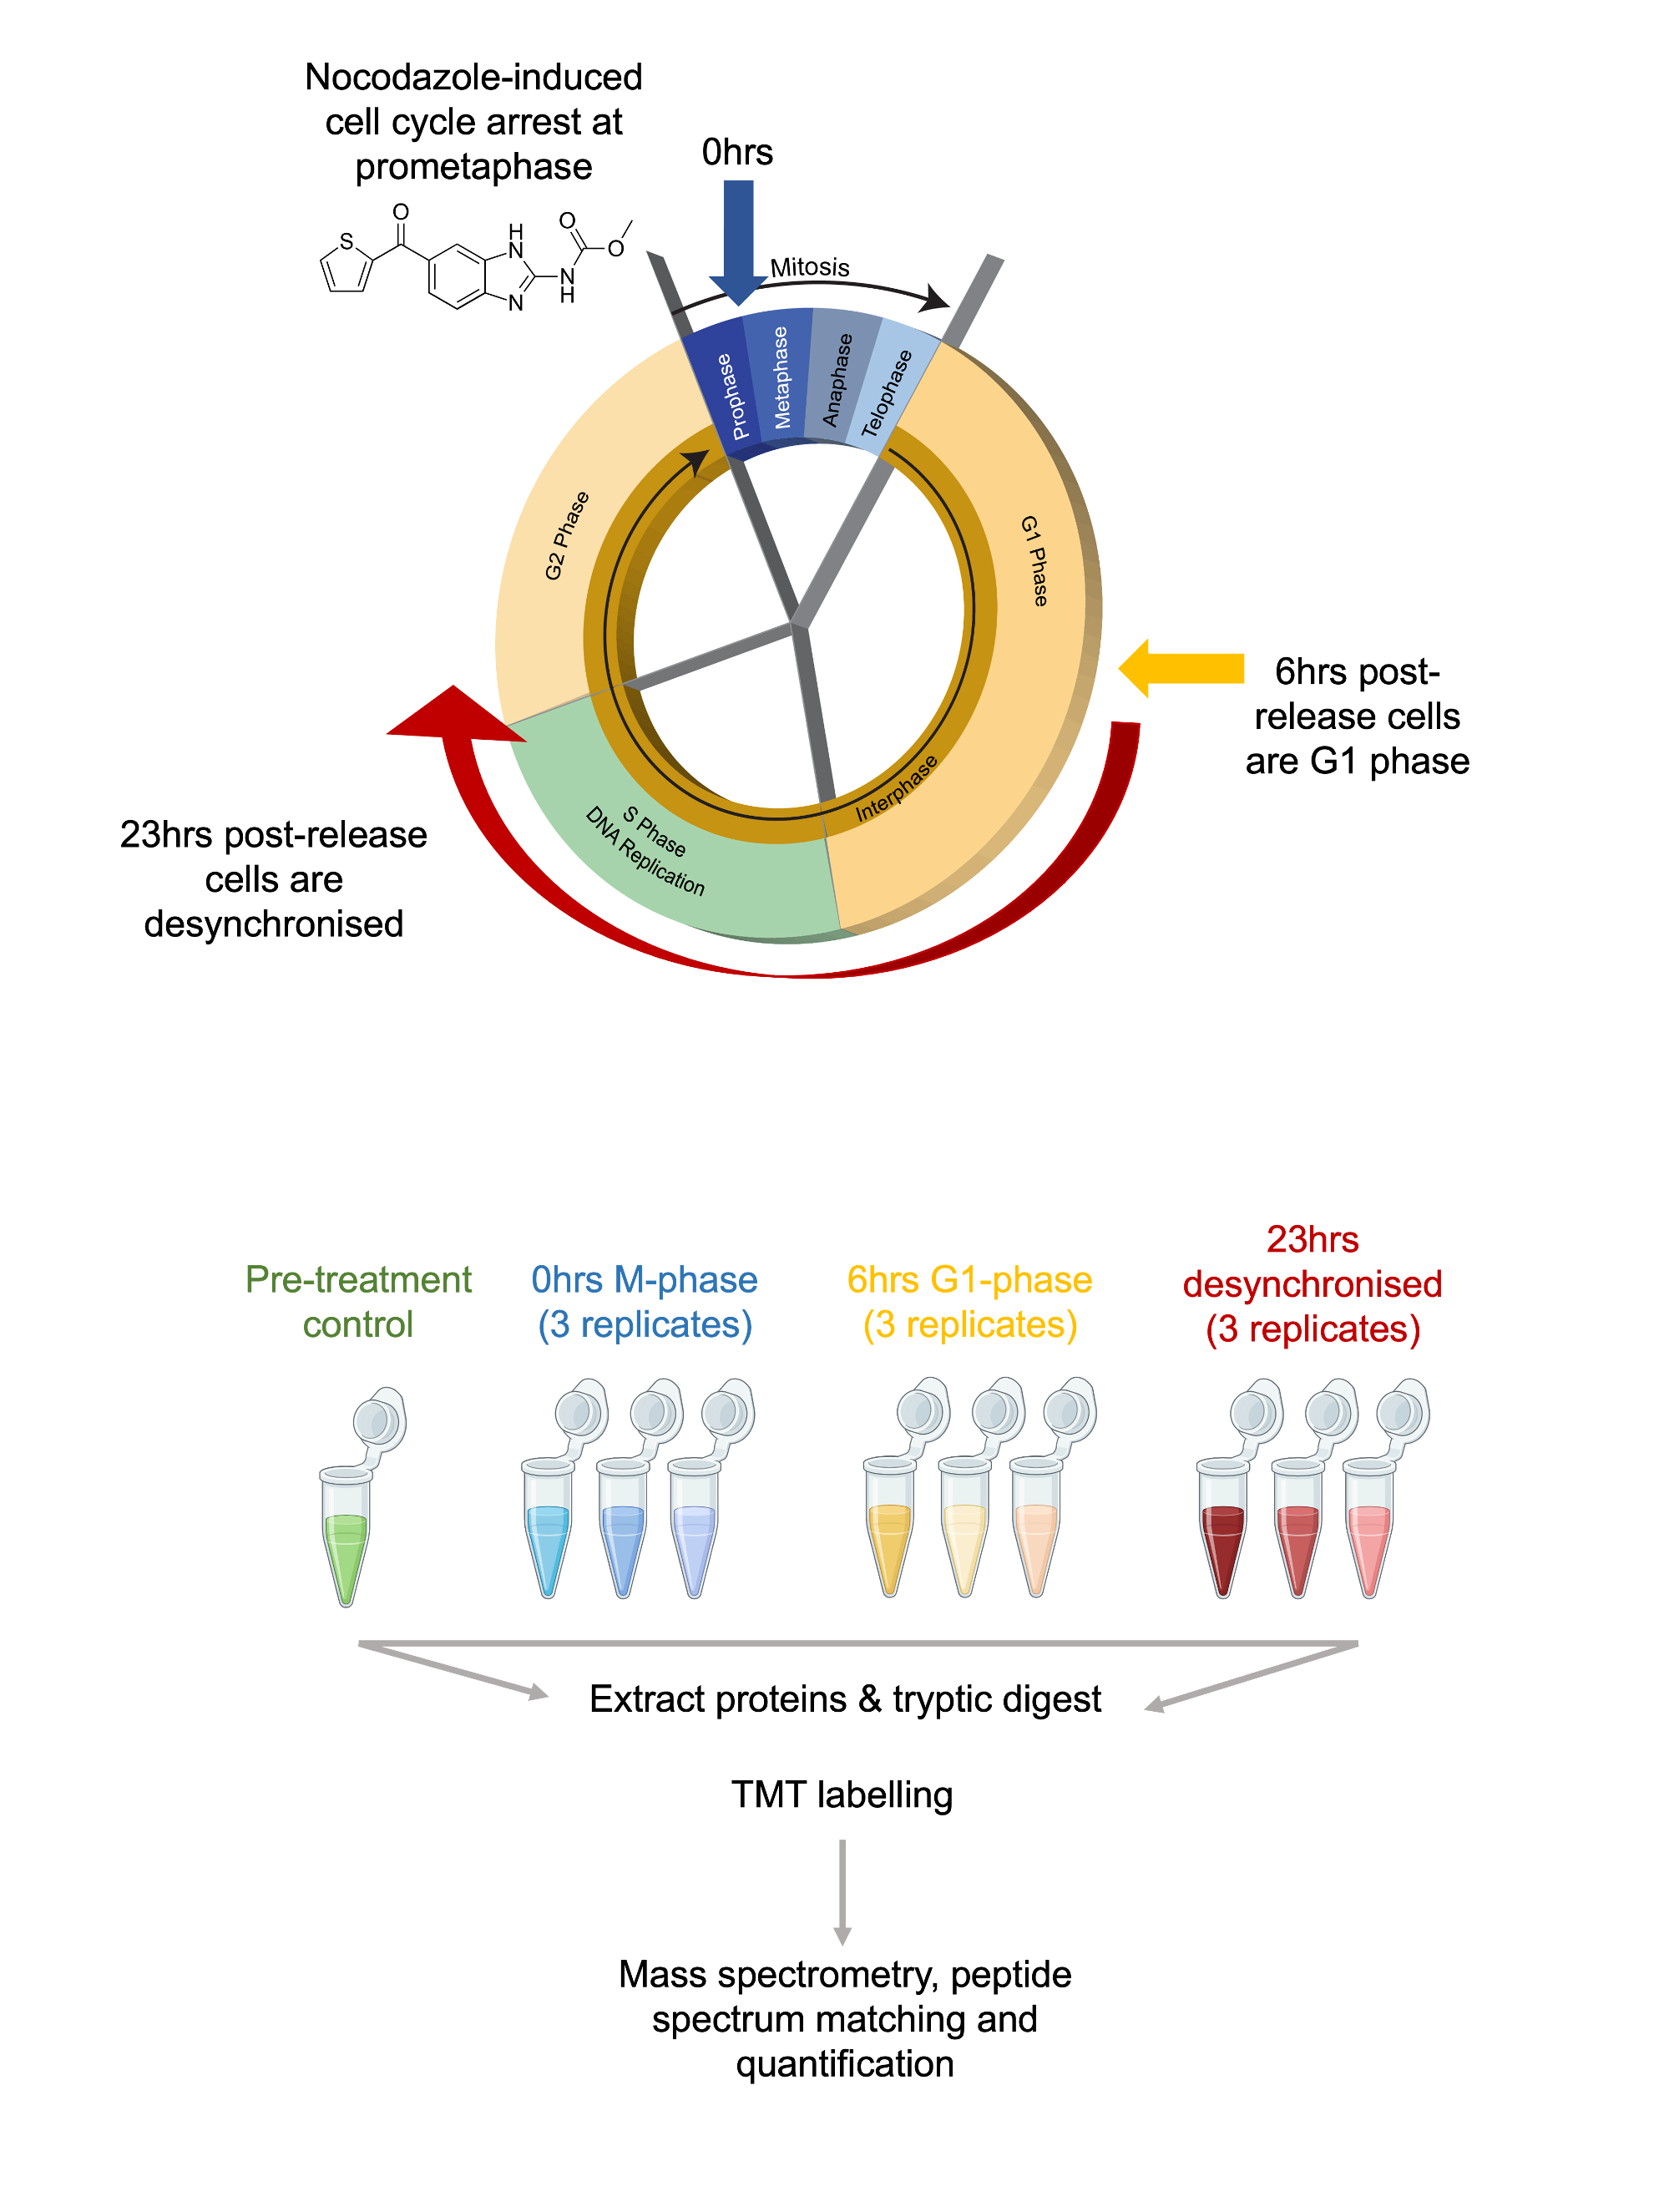 Nocodazole-induced
cell cycle arrest at
prometaphase
0hrs
O
S
H
N
N
N
H
O
O
Mitosis
Prophase
Metaphase
Anaphase
Telophase
G2 Phase
G1 Phase
Interphase
S Phase
DNA Replication
6hrs post-
release cells
are G1 phase
23hrs post-release
cells are
desynchronised
Pre-treatment
control
0hrs M-phase
(3 replicates)
6hrs G1-phase
(3 replicates)
23hrs
desynchronised
(3 replicates)
Extract proteins & tryptic digest
TMT labelling
Mass spectrometry, peptide
spectrum matching and
quantification